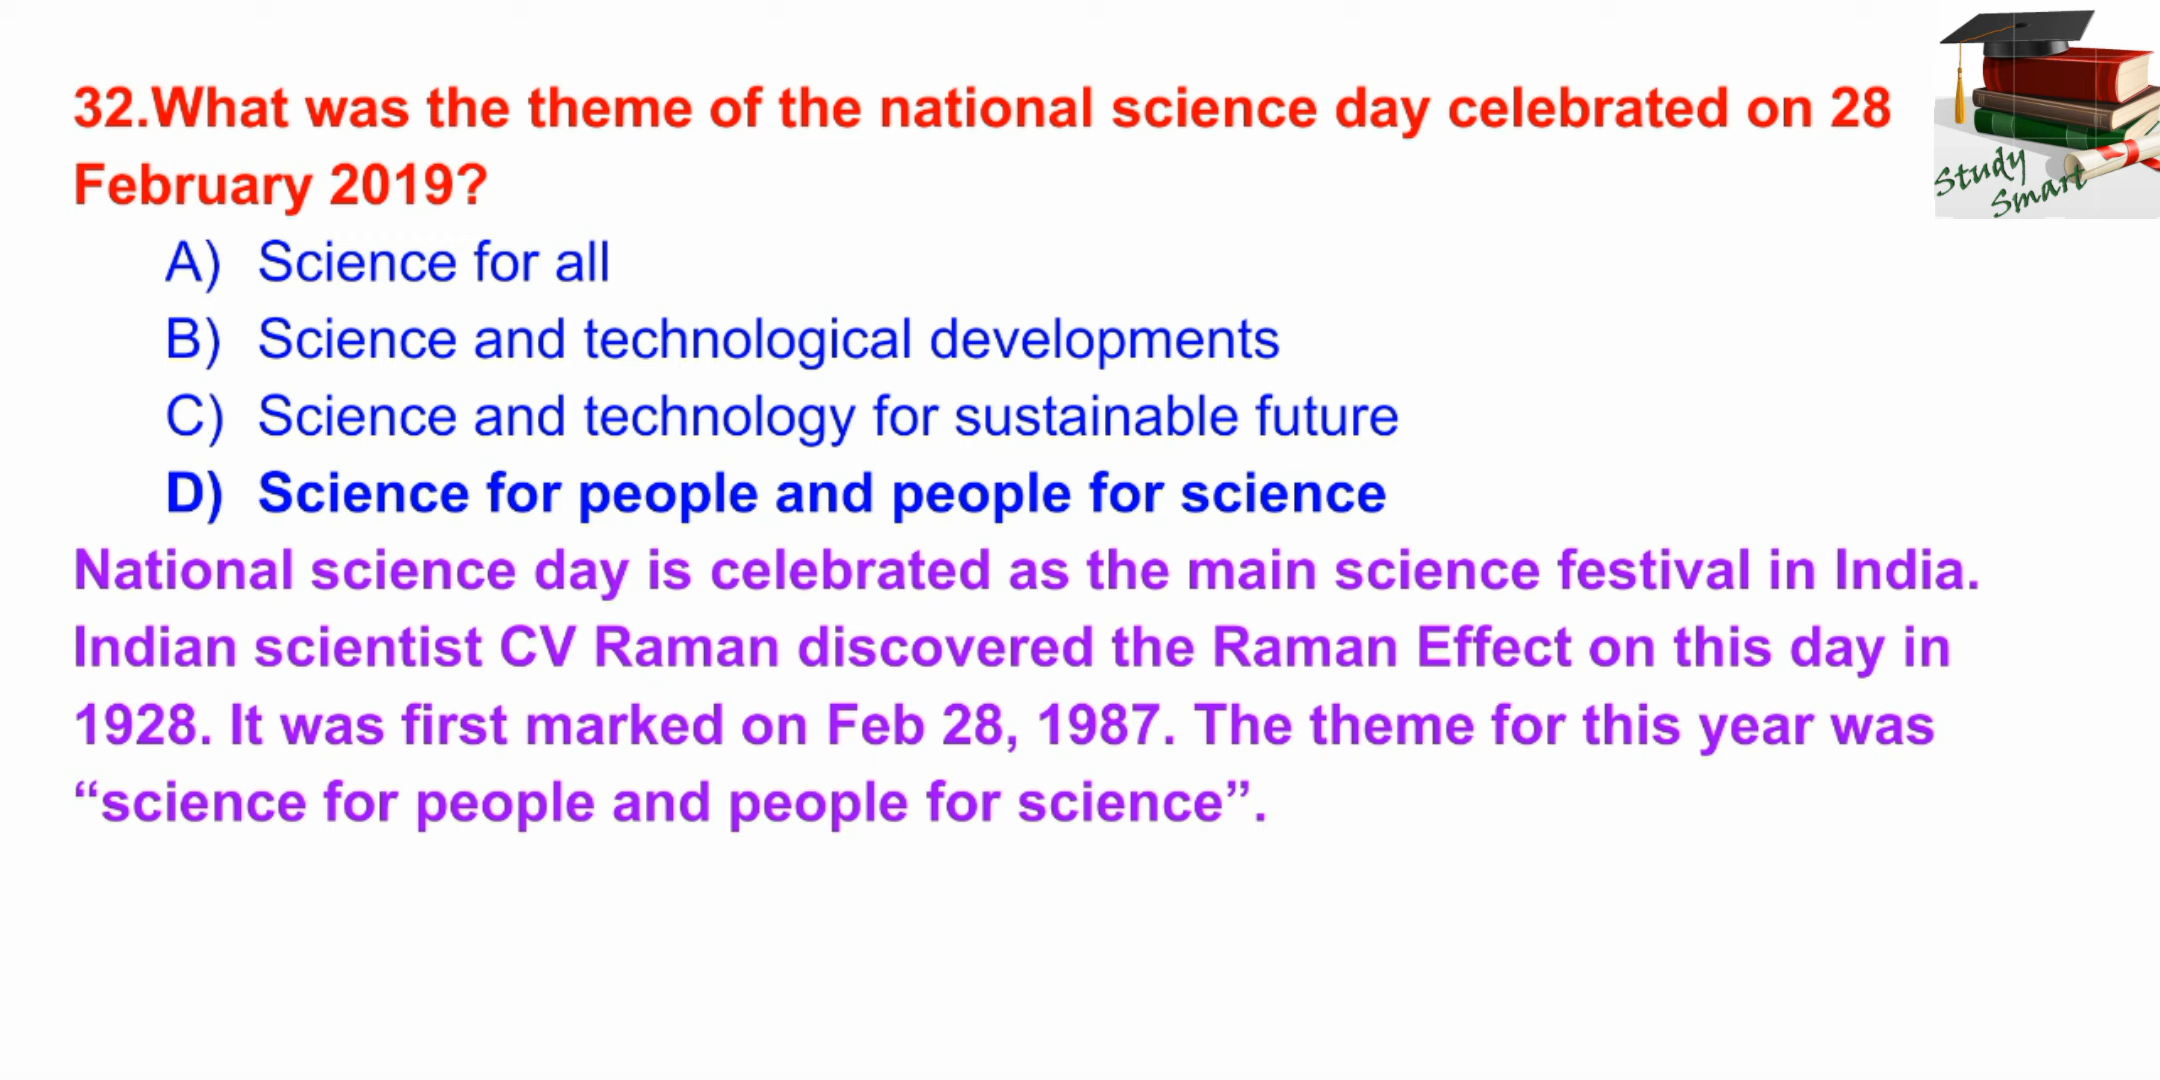 32.What was the theme of the national science day celebrated on 28
February 2019?
A) Science for all
B) Science and technological developments
C) Science and technology for sustainable future
D) Science for people and people for science
National science day is celebrated as the main science festival in India.
Indian scientist CV Raman discovered the Raman Effect on this day in
1928. It was first marked on Feb 28, 1987. The theme for this year was
“science for people and people for science”.
Study
Smart